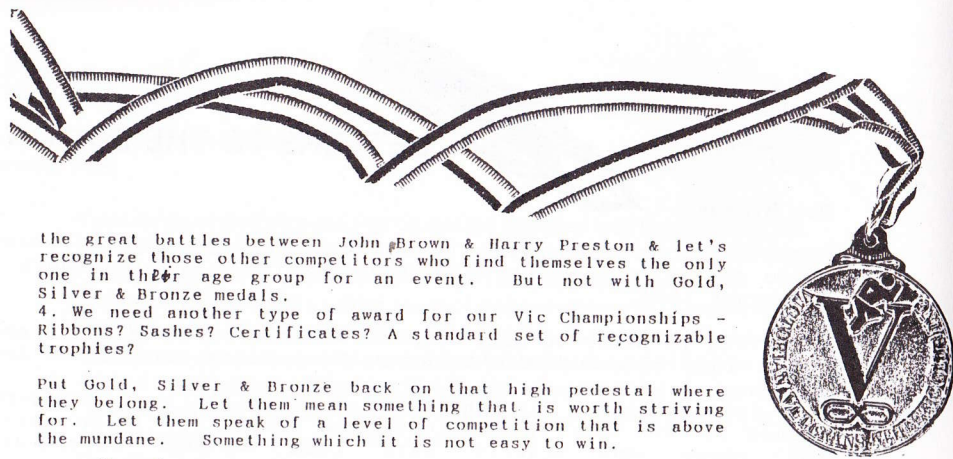 the great battles between John Brown & Harry Preston & let's
recognize those other competitors who find themselves the only
one in their age group for an event. But not with Gold,
Silver & Bronze medals.
4. We need another type of award for our Vic Championships -
Ribbons? Sashes? Certificates? A standard set of recognizable
trophies?
Put Gold, Silver & Bronze back on that high pedestal where
they belong. Let them mean something that is worth striving
for. Let them speak of a level of competition that is above
the mundane. Something which it is not easy to win.